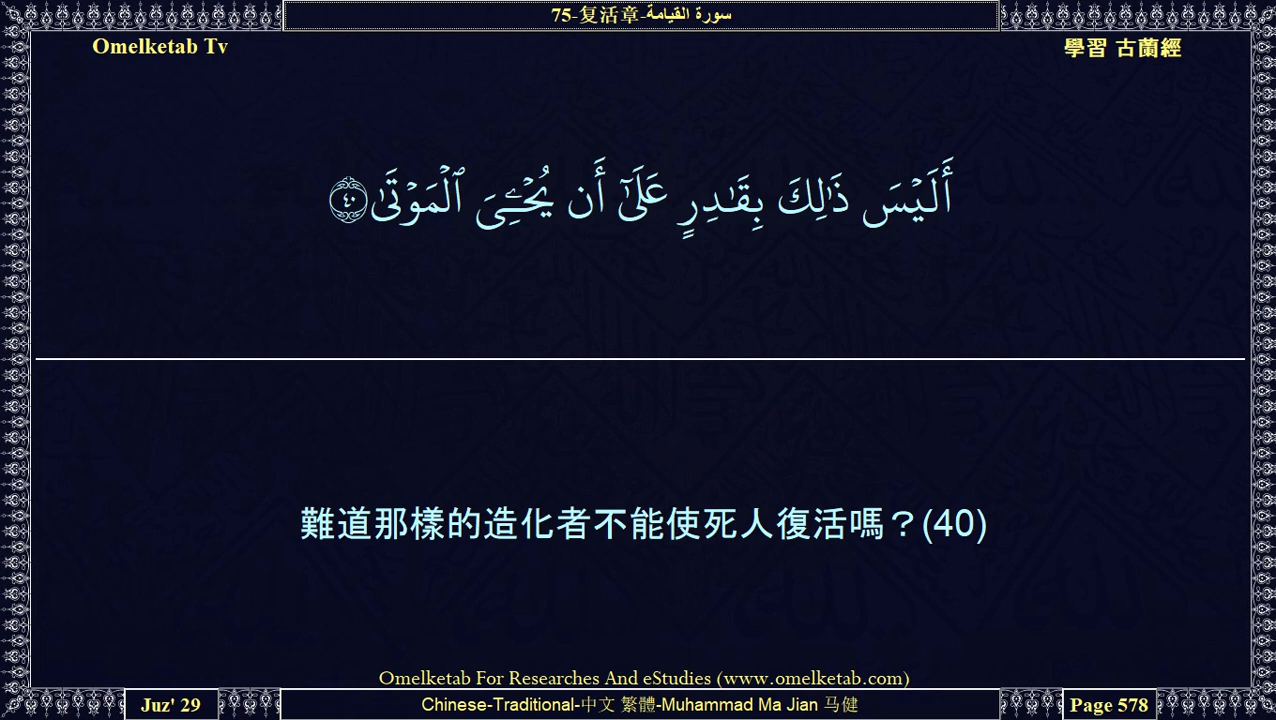 75-复活章-سورة القيامة
Omelketab Tv
學習 古蘭經
أَلَيۡسَ ذَٰلِكَ بِقَٰدِرٍ عَلَىٰٓ أَن يُحۡـِۧيَ ٱلۡمَوۡتَىٰ ٤٠
難道那樣的造化者不能使死人復活嗎？(40)
Omelketab For Researches And eStudies (www.omelketab.com)
Juz' 29
Chinese-Traditional-中文 繁體-Muhammad Ma Jian 马健
Page 578